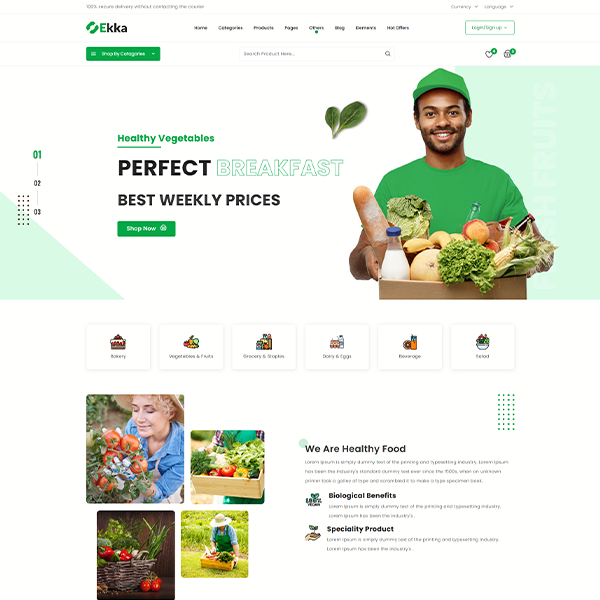 100% secure delivery without contacting the courier
Currency
Language
Ekka
Home
Categories
Products
Pages
Others
Blog
Elements
Hot Offers
Login/Sign up
Shop By Catagories
Search Product Here...
Healthy Vegetables
PERFECT BREAKFAST
BEST WEEKLY PRICES
Shop Now
01
02
03
FRUITS
Bakery
Vegetables & Fruits
Grocery & Staples
Dairy & Eggs
Beverage
Salad
We Are Healthy Food
Lorem Ipsum is simply dummy text of the printing and typesetting industry. Lorem
Ipsum has been the industry's standard dummy text ever since the 1500s, when an unknown
printer took a galley of type and scrambled it to make a type specimen book.
Biological Benefits
Lorem Ipsum is simply dummy text of the printing and typesetting industry.
Lorem Ipsum has been the industry's.
Speciality Product
Lorem Ipsum is simply dummy text of the printing and typesetting industry.
Lorem Ipsum has been the industry's.